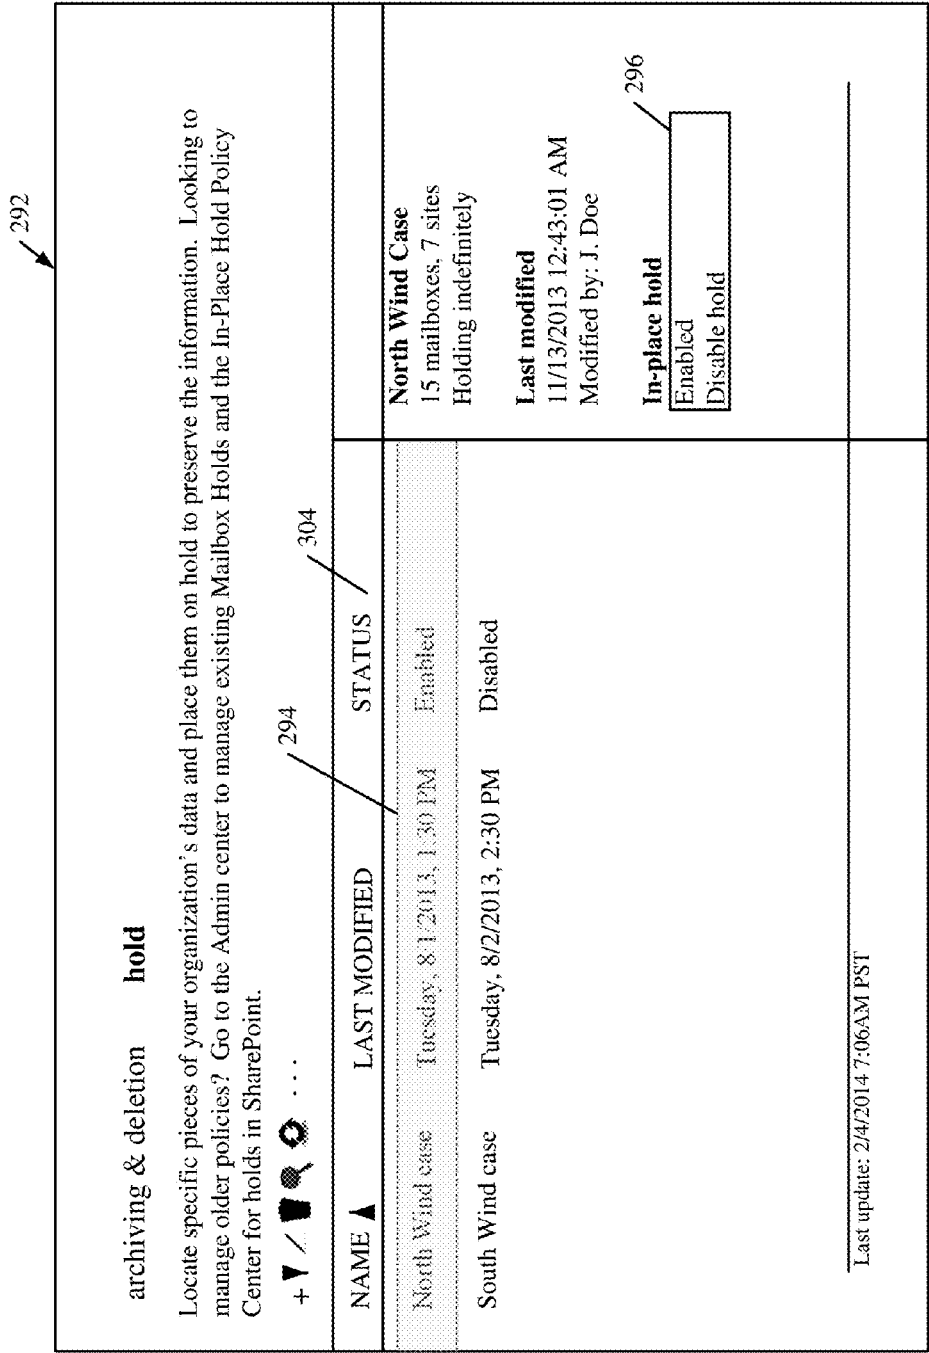 292
archiving & deletion hold
Locate specific pieces of your organization's data and place them on hold to preserve the information. Looking to
manage older policies? Go to the Admin center to manage existing Mailbox Holds and the In-Place Hold Policy
Center for holds in SharePoint.
+ / . . .
294
304
NAME LAST MODIFIED STATUS
North Wind case Tuesday, 8/1/2013, 1:30 PM Enabled
South Wind case Tuesday, 8/2/2013, 2:30 PM Disabled
North Wind Case
15 mailboxes, 7 sites
Holding indefinitely
Last modified
11/13/2013 12:43:01 AM
Modified by: J. Doe
296
In-place hold
Enabled
Disable hold
Last update: 2/4/2014 7:06AM PST